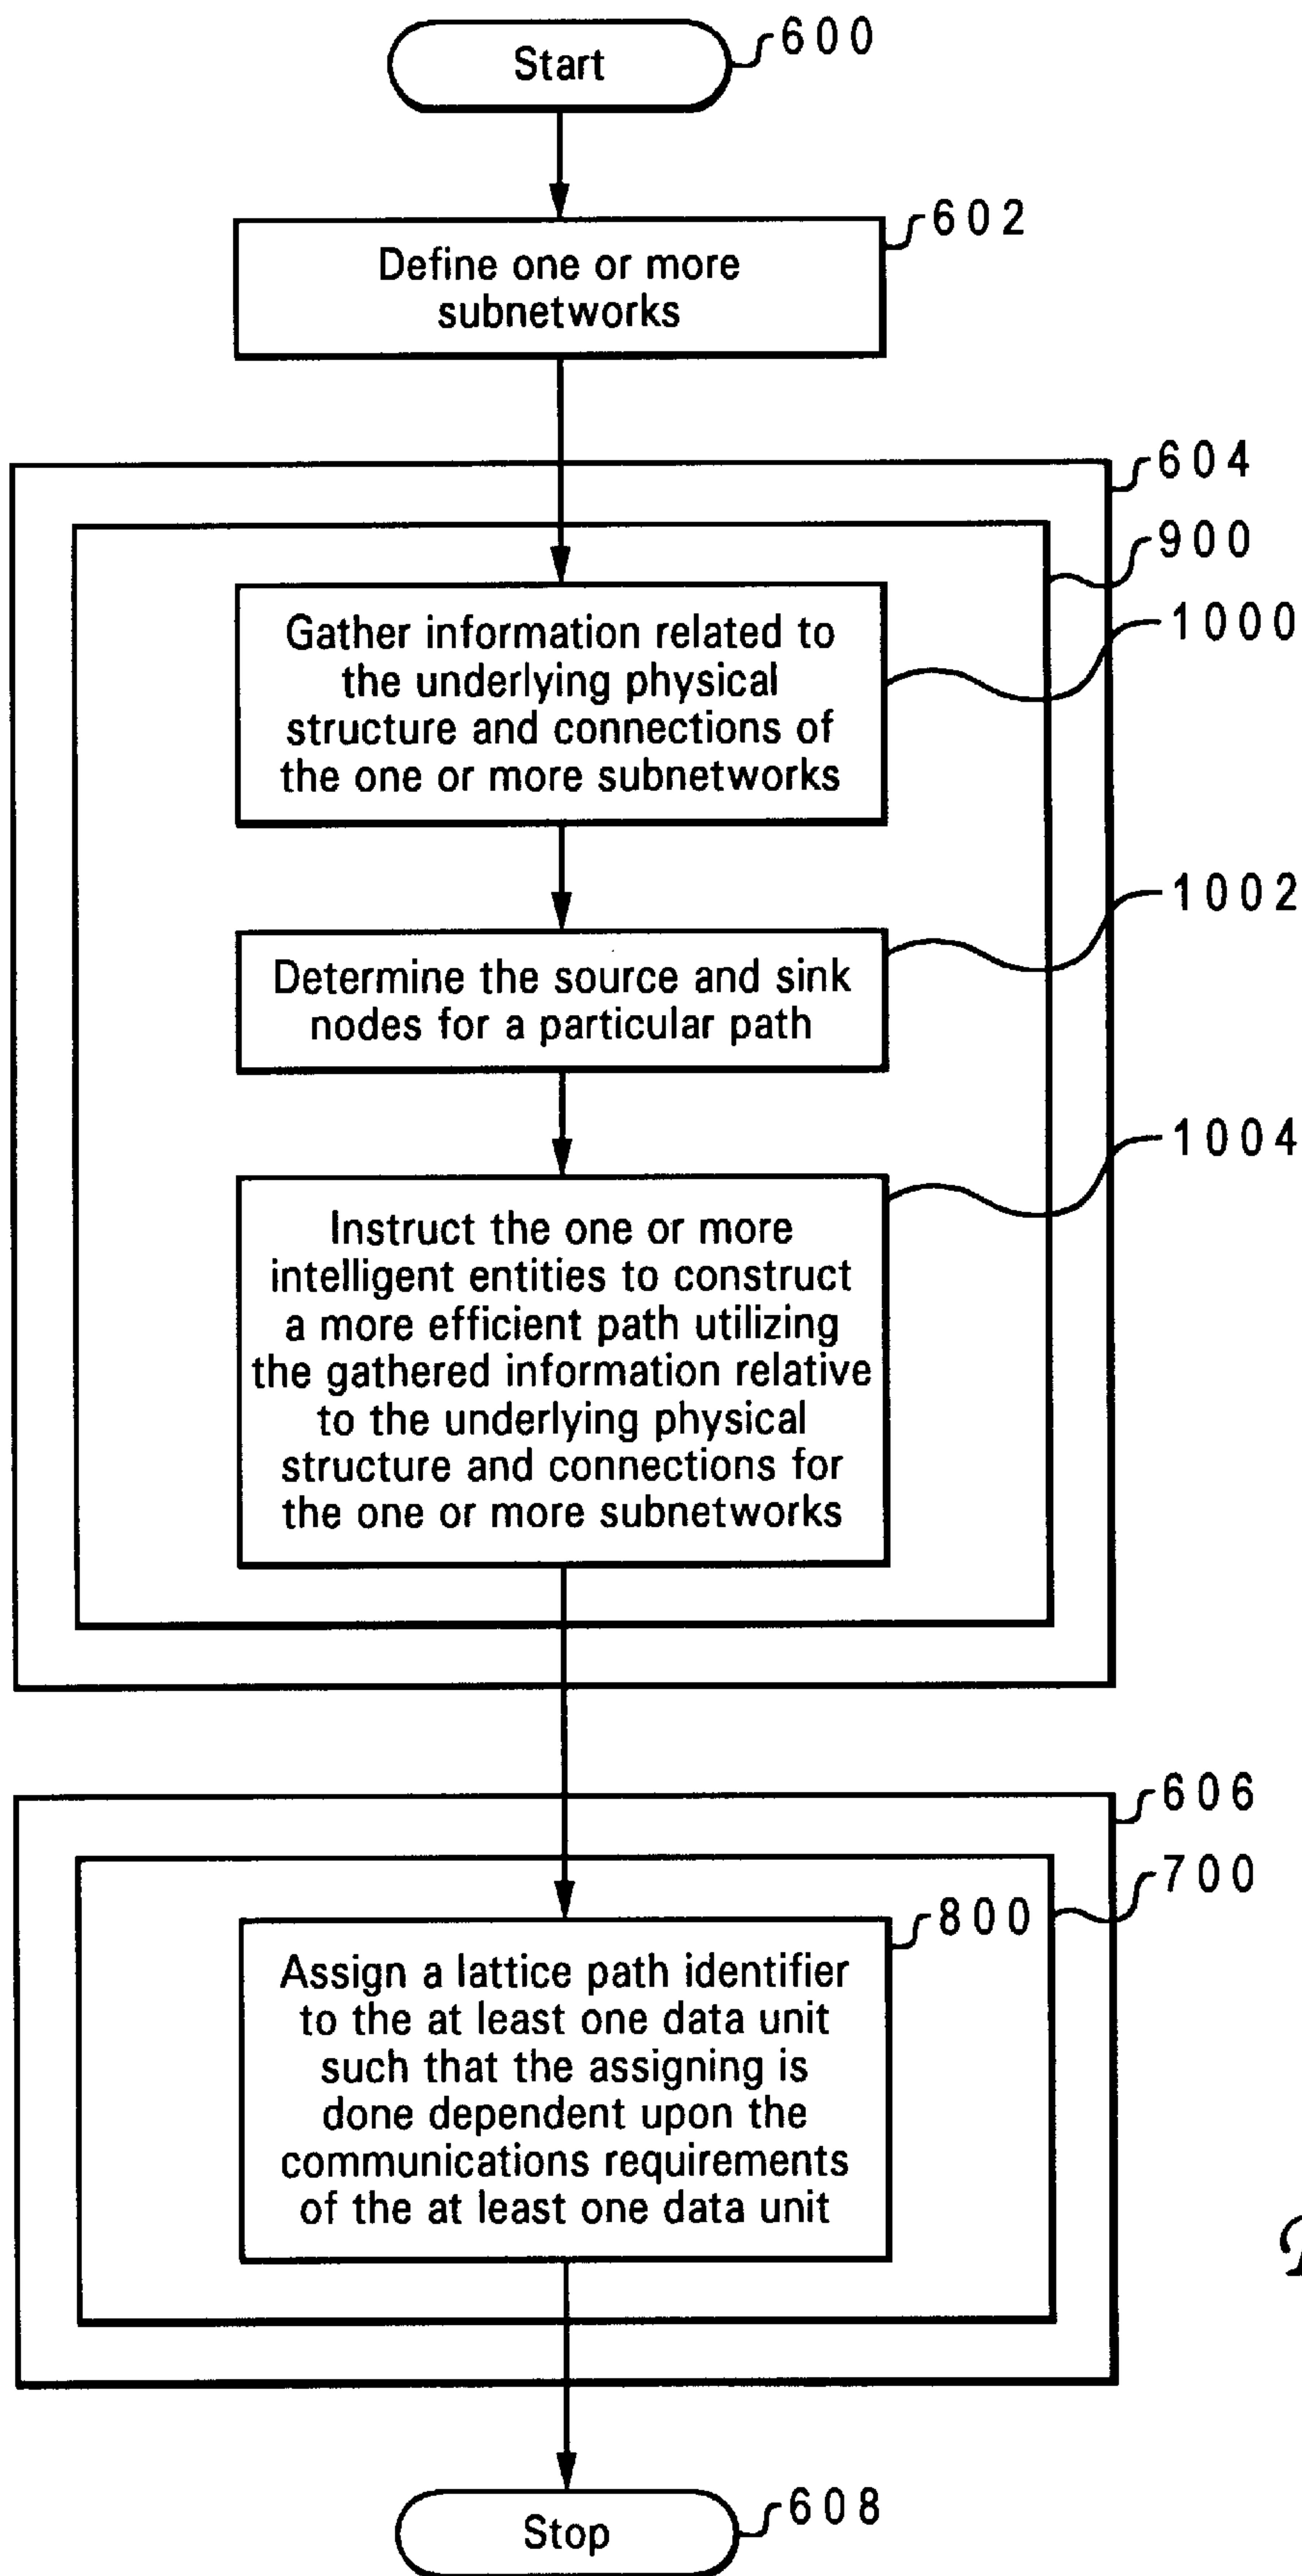 Start
600
602
Define one or more
subnetworks
604
900
1000
Gather information related to
the underlying physical
structure and connections of
the one or more subnetworks
1002
Determine the source and sink
nodes for a particular path
1004
Instruct the one or more
intelligent entities to construct
a more efficient path utilizing
the gathered information relative
to the underlying physical
structure and connections for
the one or more subnetworks
606
700
800
Assign a lattice path identifier
to the at least one data unit
such that the assigning is
done dependent upon the
communications requirements
of the at least one data unit
Stop
608